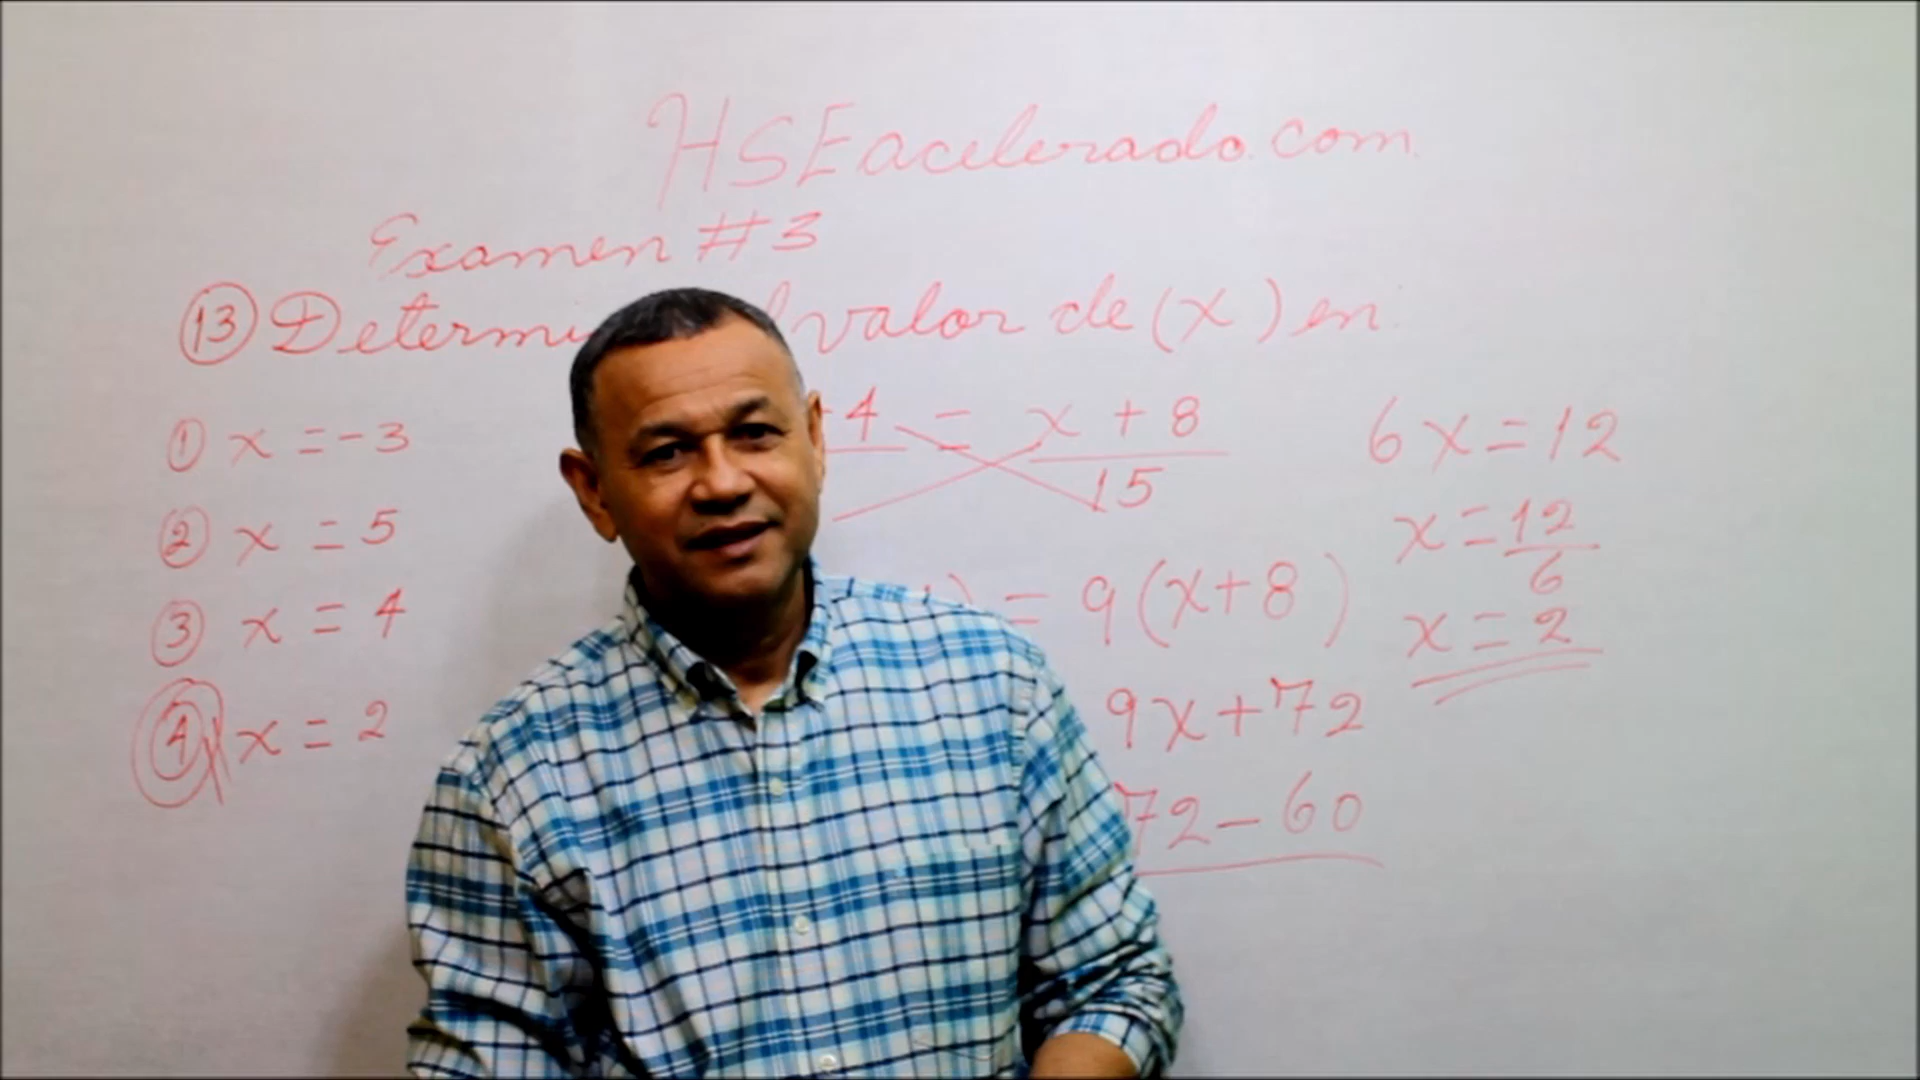 HSEacelerado.com
Examen #3
13 Determi valor de (x) en
1 x = -3
2 x = 5
3 x = 4
4 x = 2
4 = x + 8
15
) = 9(x+8)
9x+72
72-60
6x=12
x=12
6
x=2